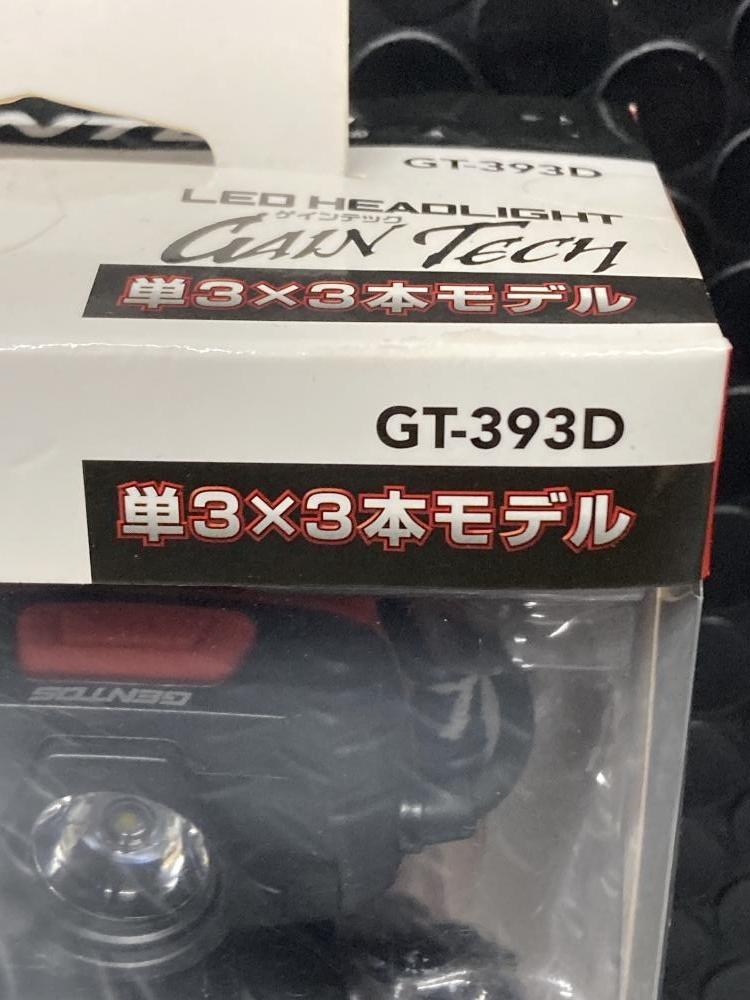 GT-393D
LED HEADLIGHT
ゲインテック
GAIN TECH
単3×3本モデル
GT-393D
単3×3本モデル
GENTOS